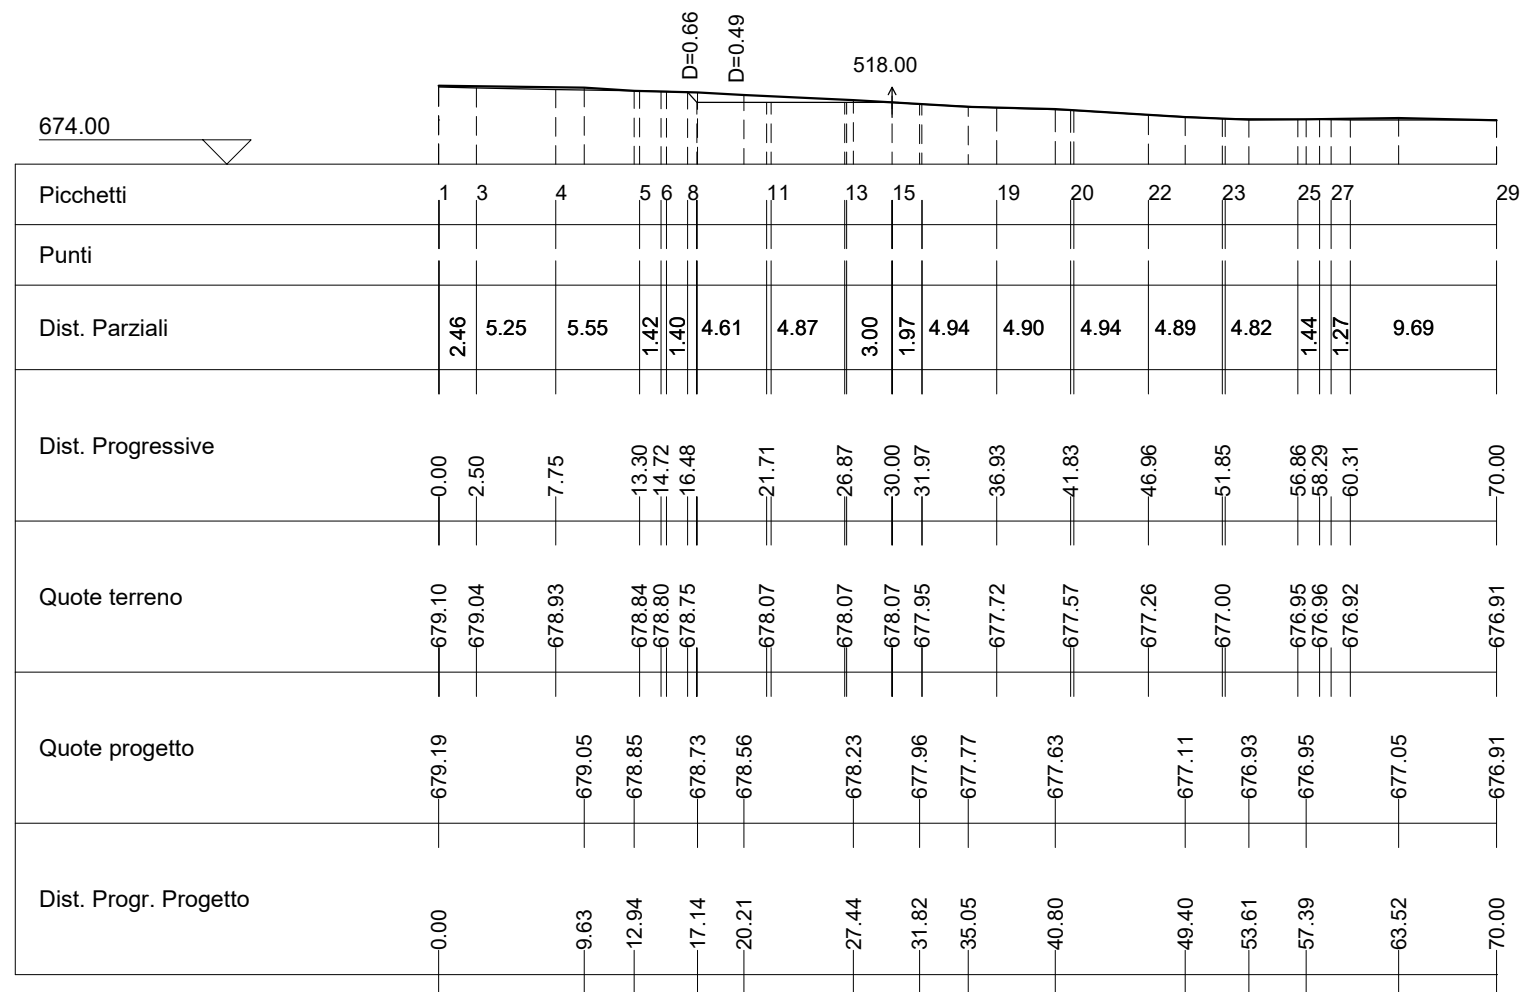 D=0.66 D=0.49
518.00
674.00
Picchetti 1 3 4 5 6 8 11 13 15 19 20 22 23 25 27 29
Punti
Dist. Parziali 2.46 5.25 5.55 1.42 1.40 4.61 4.87 3.00 1.97 4.94 4.90 4.94 4.89 4.82 1.44 1.27 9.69
Dist. Progressive 0.00 2.50 7.75 13.30 14.72 16.48 21.71 26.87 30.00 31.97 36.93 41.83 46.96 51.85 56.86 58.29 60.31 70.00
Quote terreno 679.10 679.04 678.93 678.84 678.80 678.75 678.07 678.07 678.07 677.95 677.72 677.57 677.26 677.00 676.95 676.96 676.92 676.91
Quote progetto 679.19 679.05 678.85 678.73 678.56 678.23 677.96 677.77 677.63 677.11 676.93 676.95 677.05 676.91
Dist. Progr. Progetto 0.00 9.63 12.94 17.14 20.21 27.44 31.82 35.05 40.80 49.40 53.61 57.39 63.52 70.00